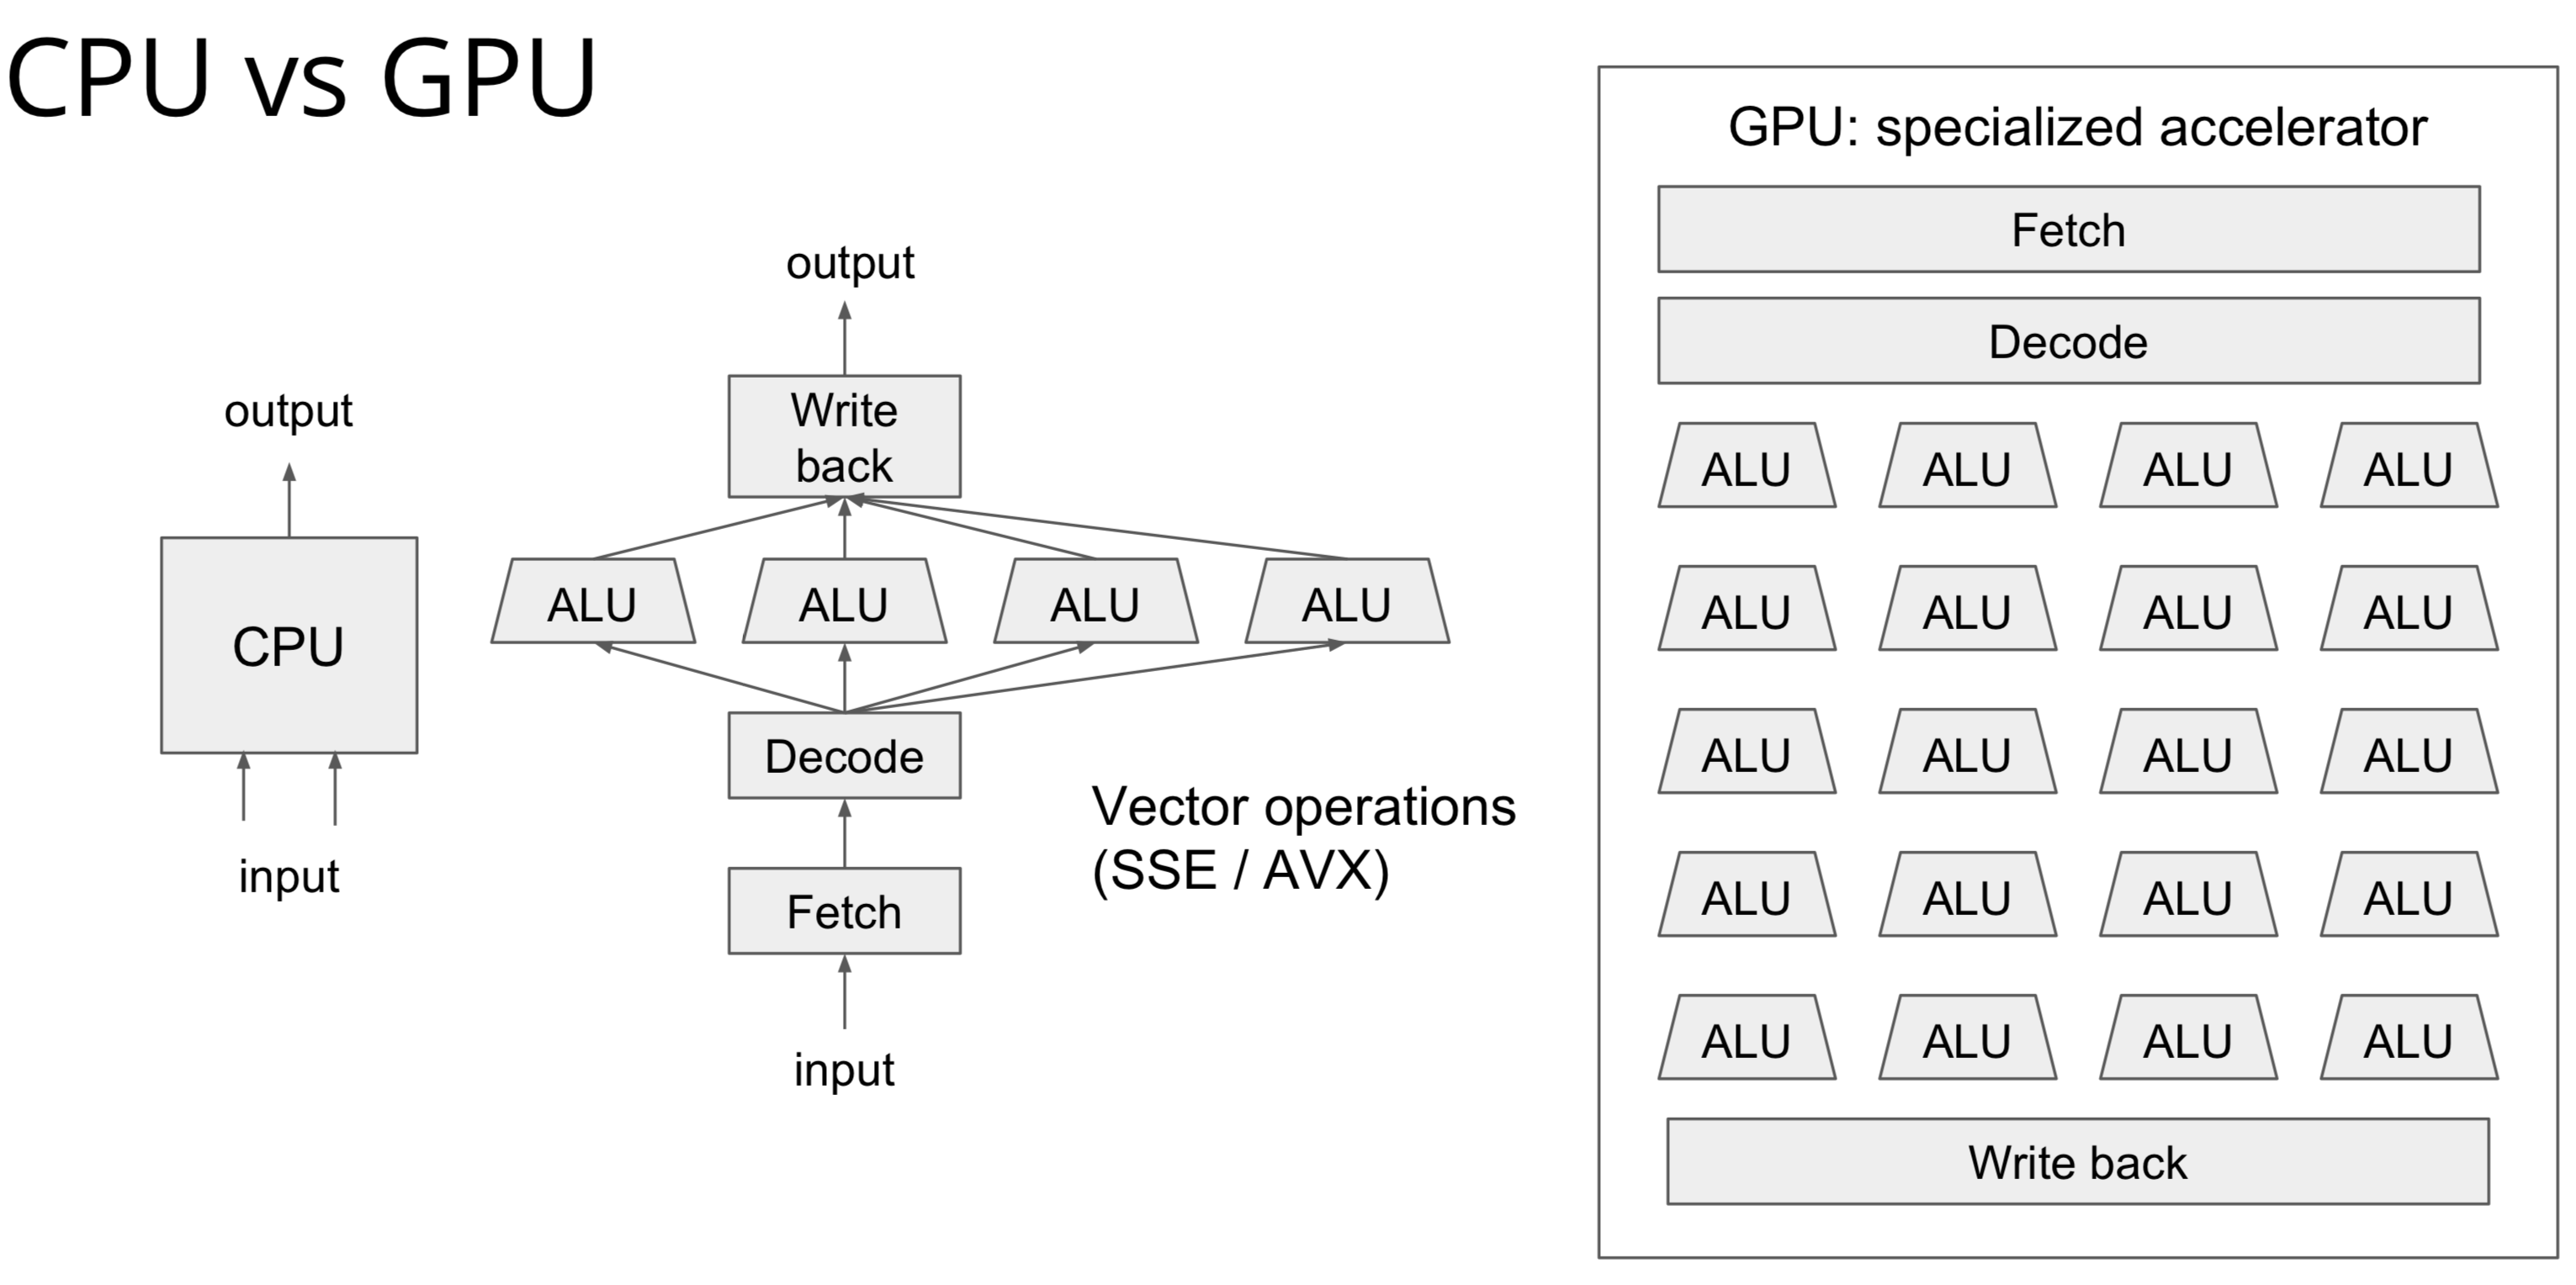 CPU vs GPU
output
CPU
input
output
Write
back
ALU ALU ALU ALU
Decode
Fetch
input
Vector operations
(SSE / AVX)
GPU: specialized accelerator
Fetch
Decode
ALU ALU ALU ALU
ALU ALU ALU ALU
ALU ALU ALU ALU
ALU ALU ALU ALU
ALU ALU ALU ALU
Write back